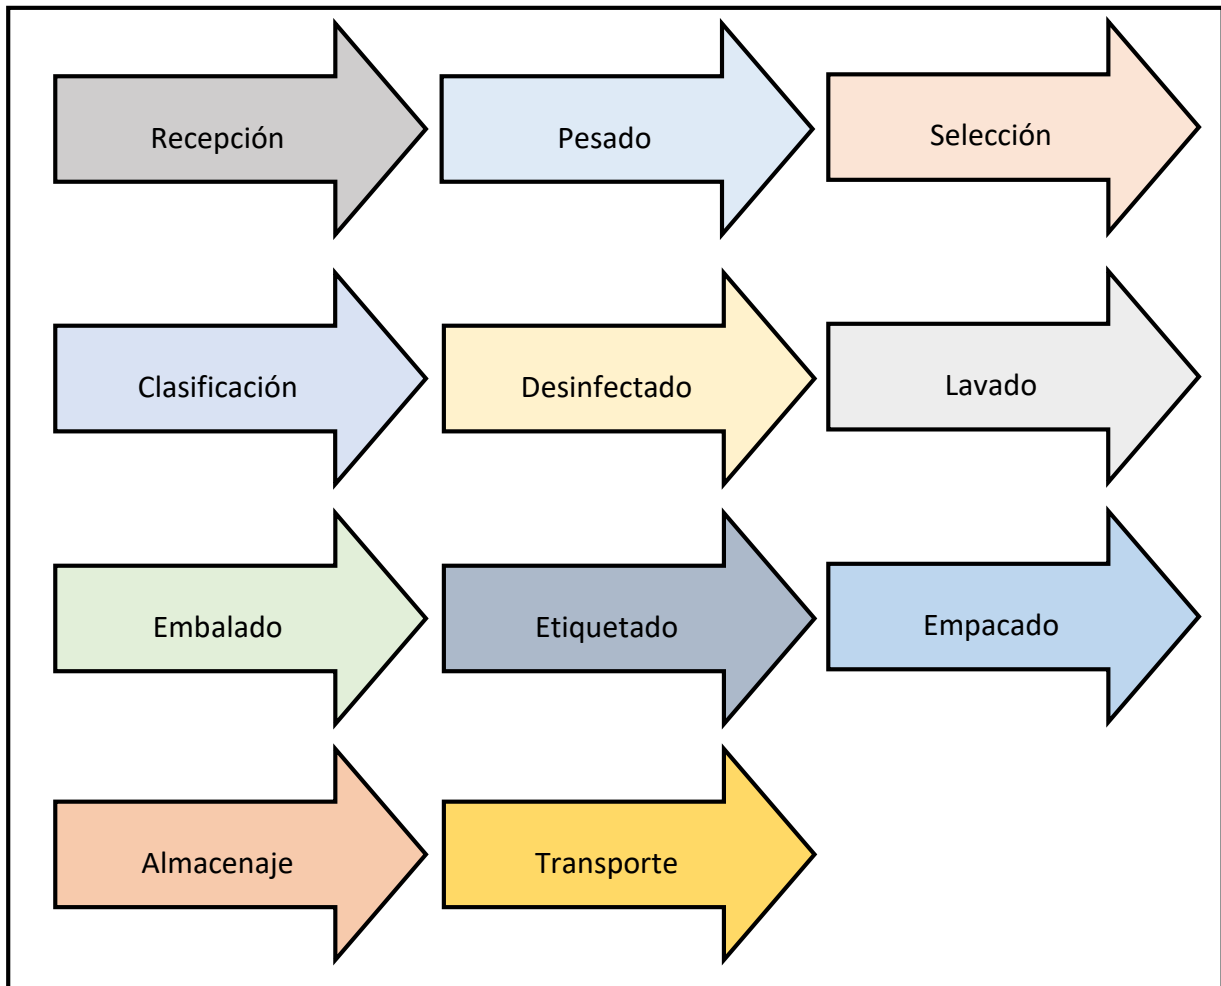 Recepción
Pesado
Selección
Clasificación
Desinfectado
Lavado
Embalado
Etiquetado
Empacado
Almacenaje
Transporte